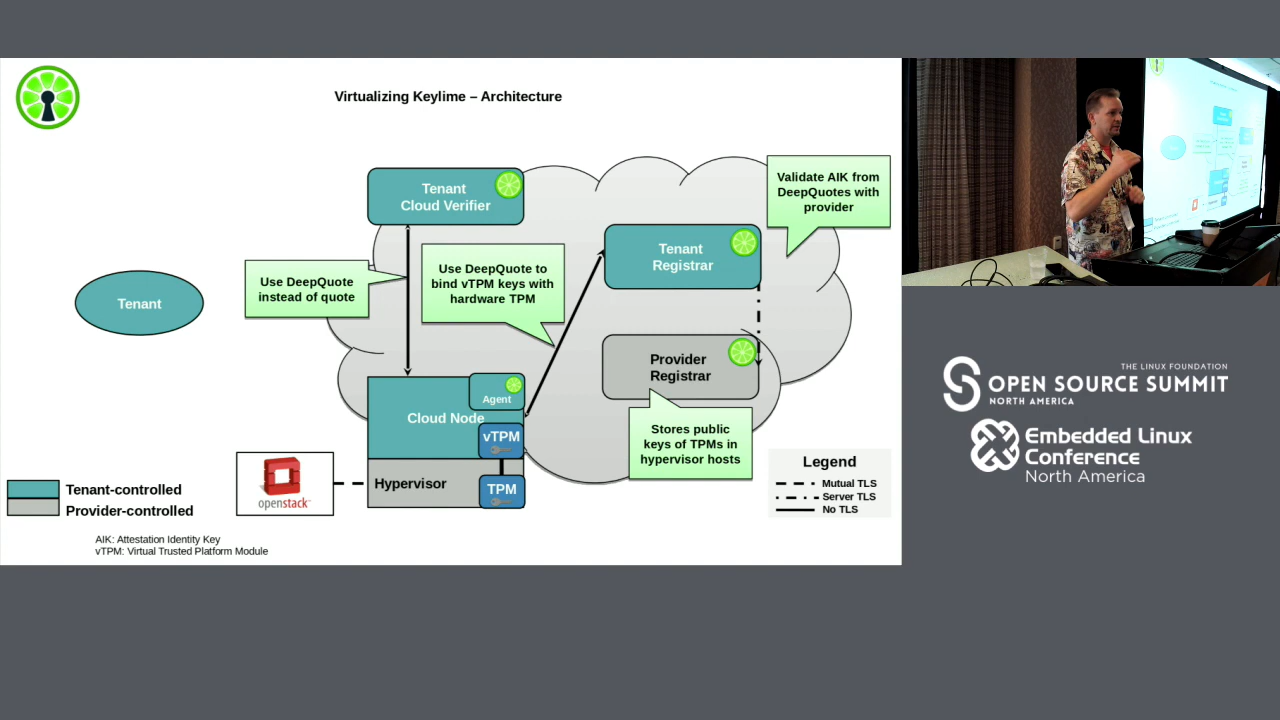 Virtualizing Keylime – Architecture
Tenant
Cloud Verifier
Validate AIK from
DeepQuotes with
provider
Use DeepQuote to
bind vTPM keys with
hardware TPM
Tenant
Registrar
Use DeepQuote
instead of quote
Tenant
Provider
Registrar
Agent
Cloud Node
vTPM
Stores public
keys of TPMs in
hypervisor hosts
Hypervisor
TPM
openstack
Legend
Mutual TLS
Server TLS
No TLS
Tenant-controlled
Provider-controlled
AIK: Attestation Identity Key
vTPM: Virtual Trusted Platform Module
THE LINUX FOUNDATION
OPEN SOURCE SUMMIT
NORTH AMERICA
Embedded Linux
Conference
North America